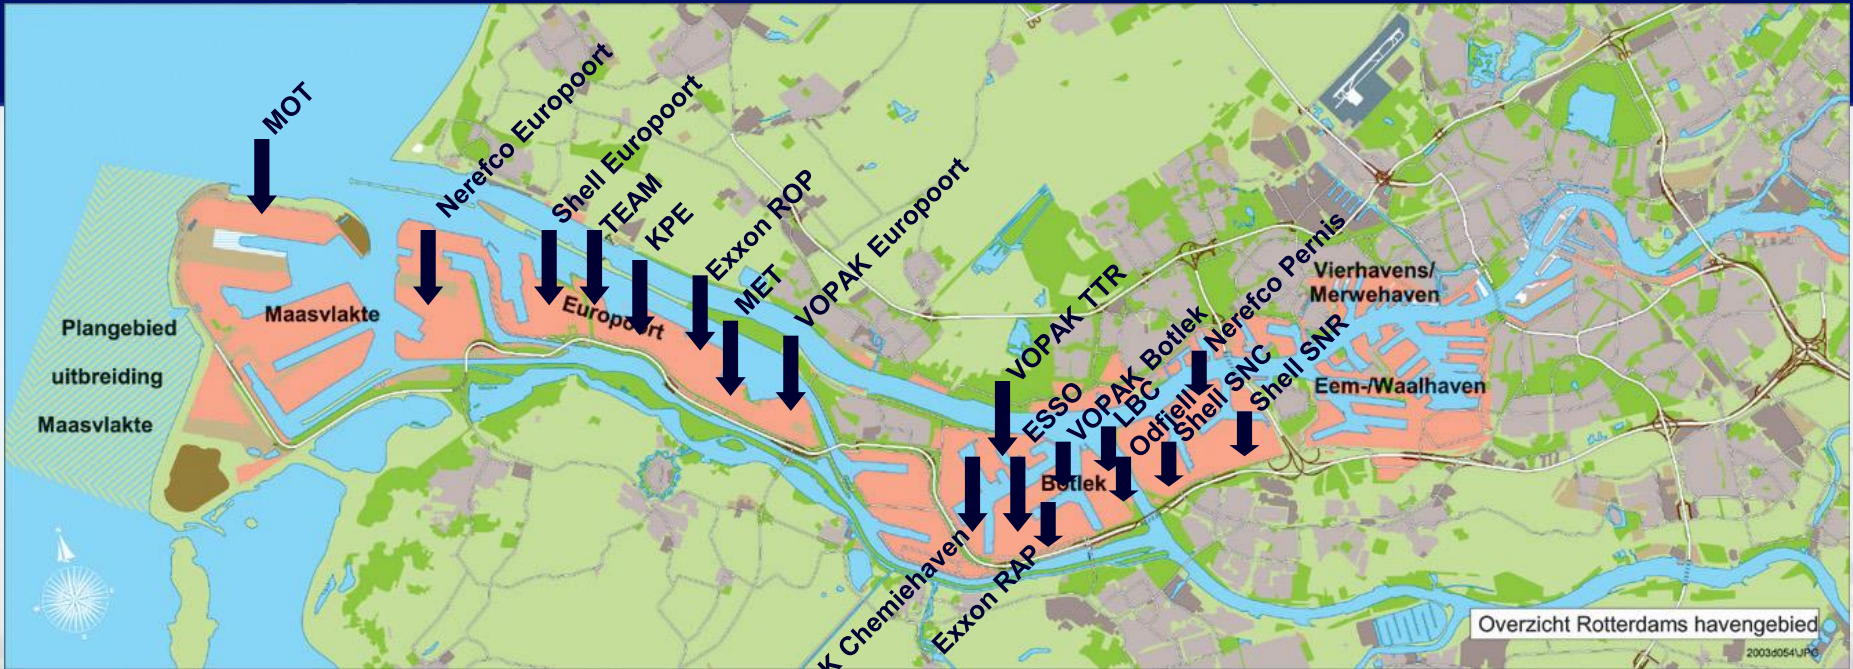 MOT
Nerefco Europoort
Shell Europoort
TEAM
KPE
Exxon ROP
MET
VOPAK Europoort
VOPAK TTR
ESSO
VOPAK Botlek
LBC
Odfjell
Shell SNC
Nerefco Pernis
Shell SNR
K Chemiehaven
Exxon RAP
Maasvlakte
Europoort
Botlek
Vierhavens/
Merwehaven
Eem-/Waalhaven
Plangebied
uitbreiding
Maasvlakte
Overzicht Rotterdams havengebied
2003d054\JPG